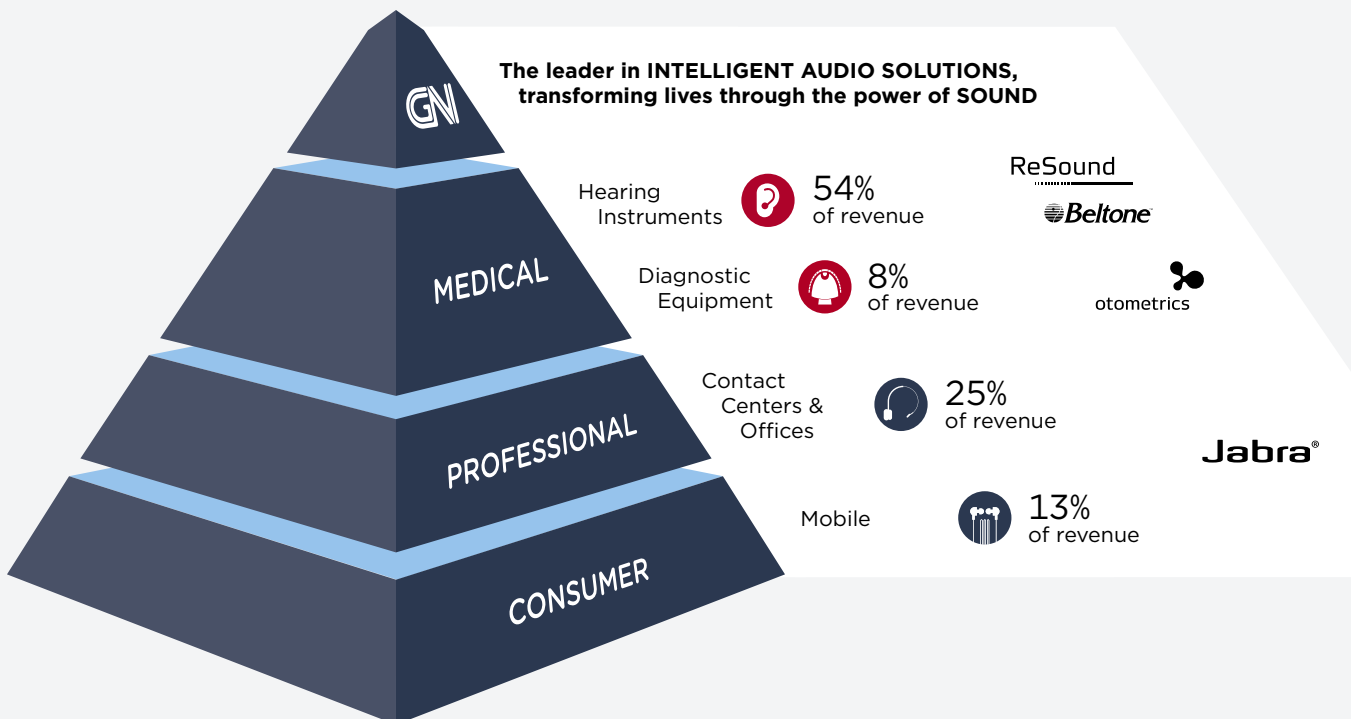 The leader in INTELLIGENT AUDIO SOLUTIONS,
transforming lives through the power of SOUND
GN
MEDICAL
Hearing
Instruments
54%
of revenue
ReSound
Beltone™
Diagnostic
Equipment
8%
of revenue
otometrics
PROFESSIONAL
Contact
Centers &
Offices
25%
of revenue
Jabra®
CONSUMER
Mobile
13%
of revenue